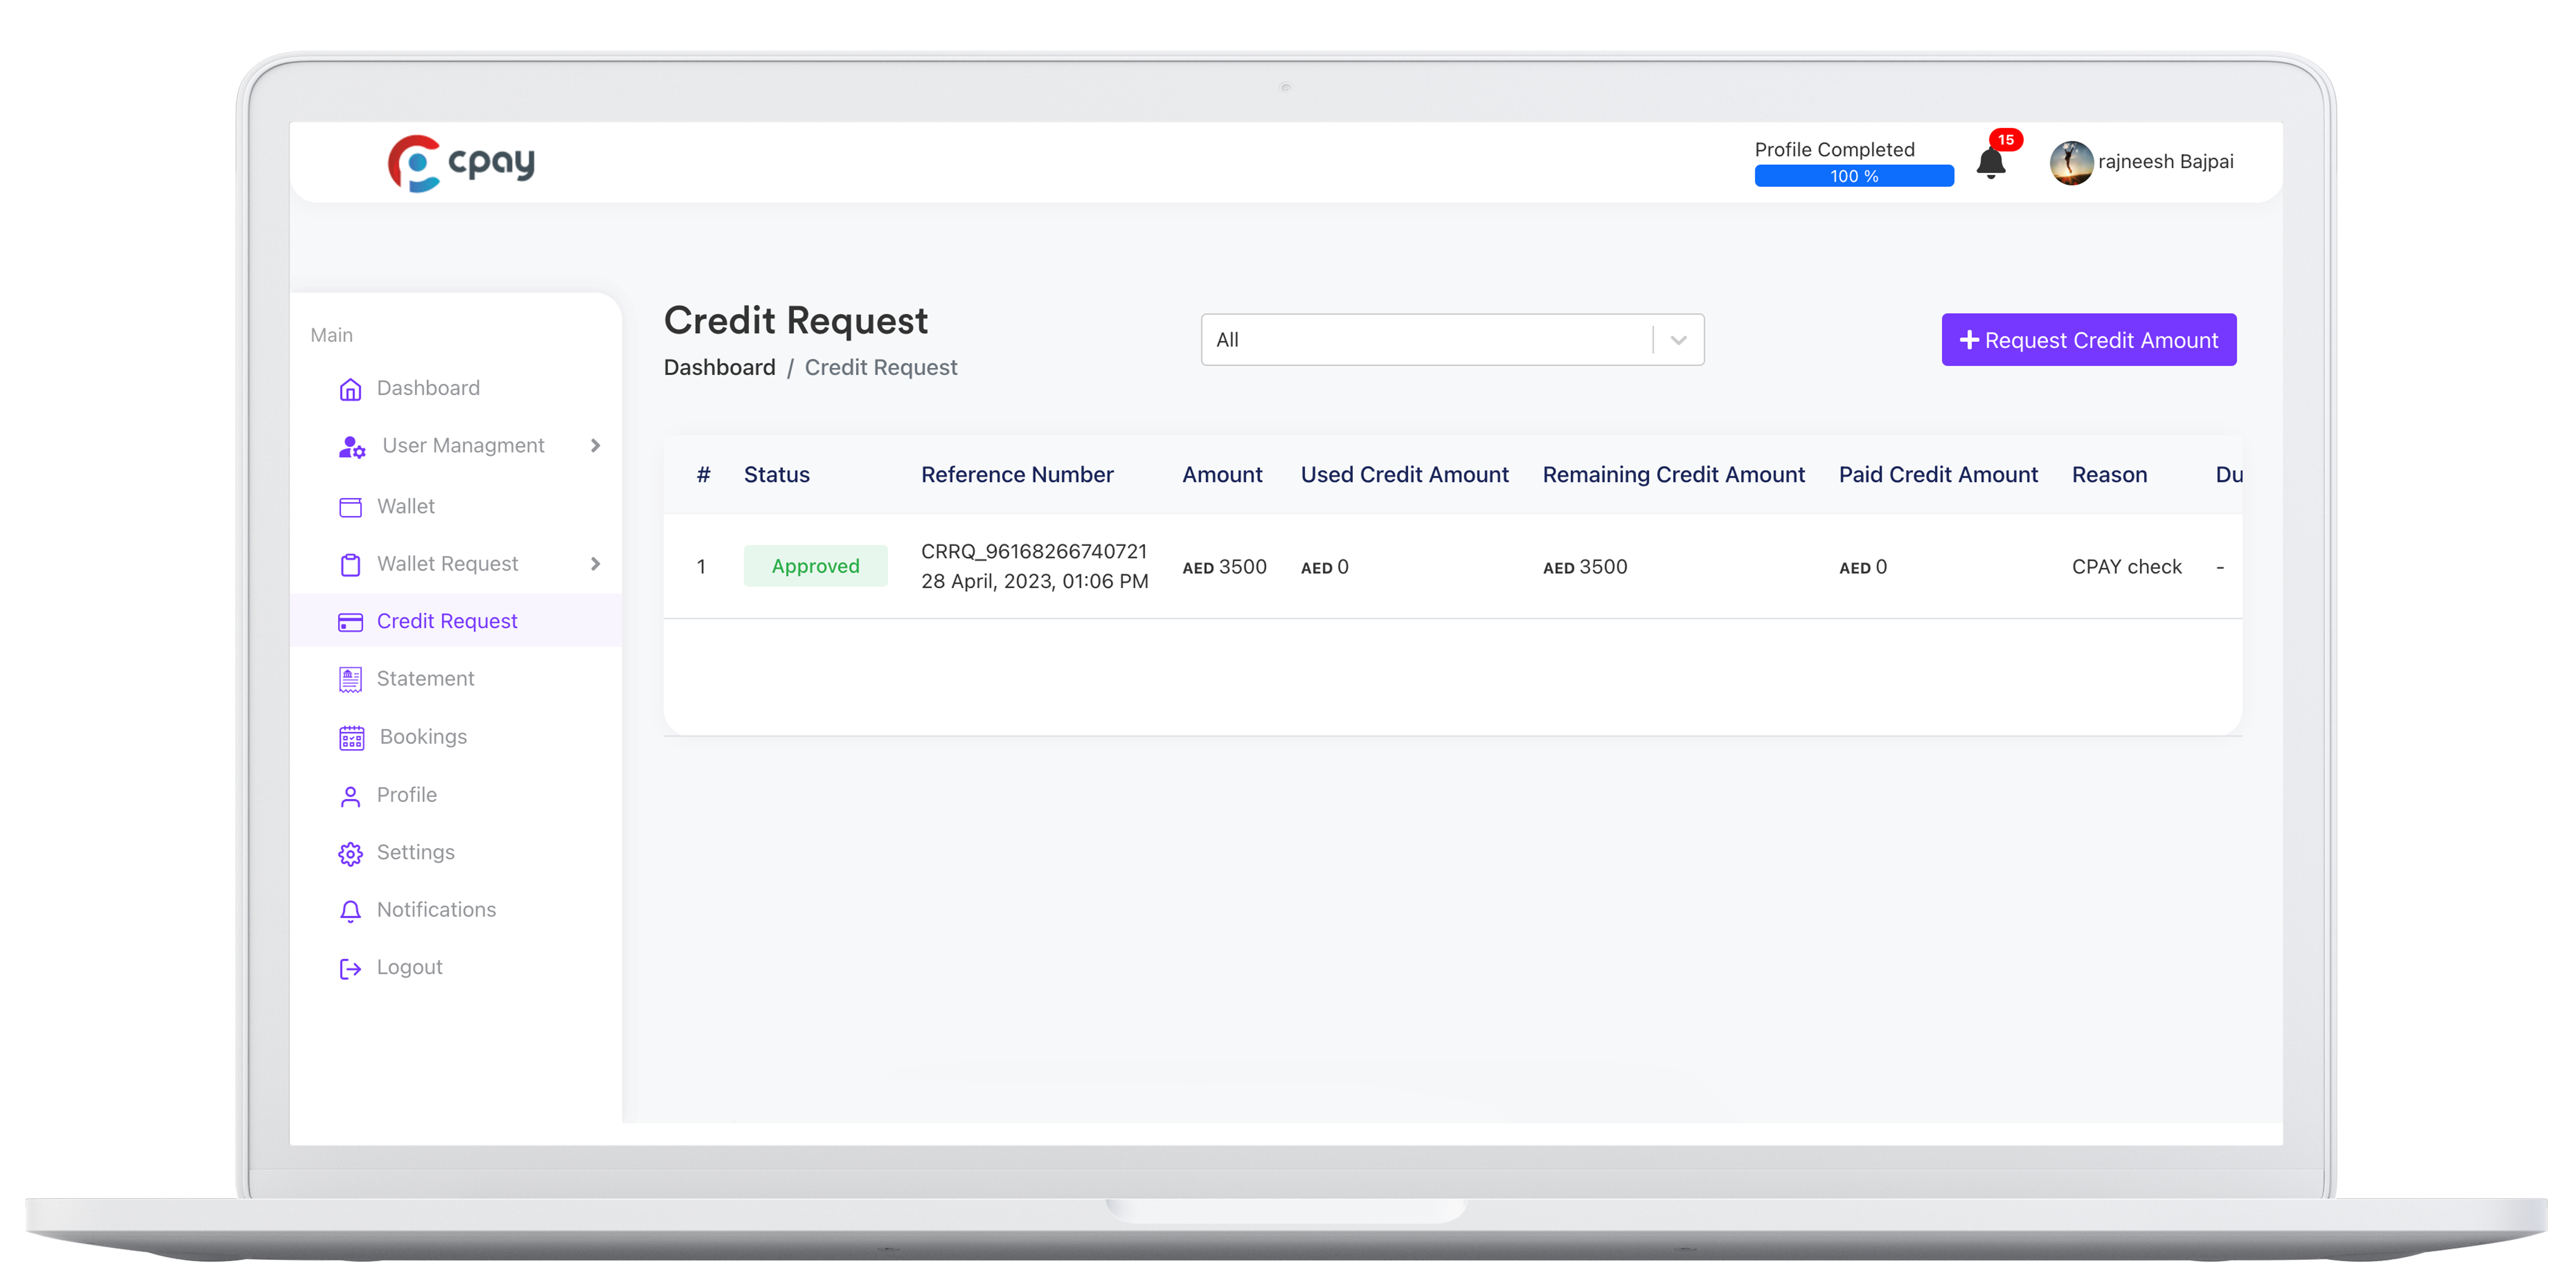 cpay
Profile Completed
100 %
15
rajneesh Bajpai
Main
Dashboard
User Managment
Wallet
Wallet Request
Credit Request
Statement
Bookings
Profile
Settings
Notifications
Logout
Credit Request
Dashboard / Credit Request
All
+ Request Credit Amount
# Status Reference Number Amount Used Credit Amount Remaining Credit Amount Paid Credit Amount Reason Du
1 Approved CRRQ_96168266740721 AED 3500 AED 0 AED 3500 AED 0 CPAY check -
28 April, 2023, 01:06 PM